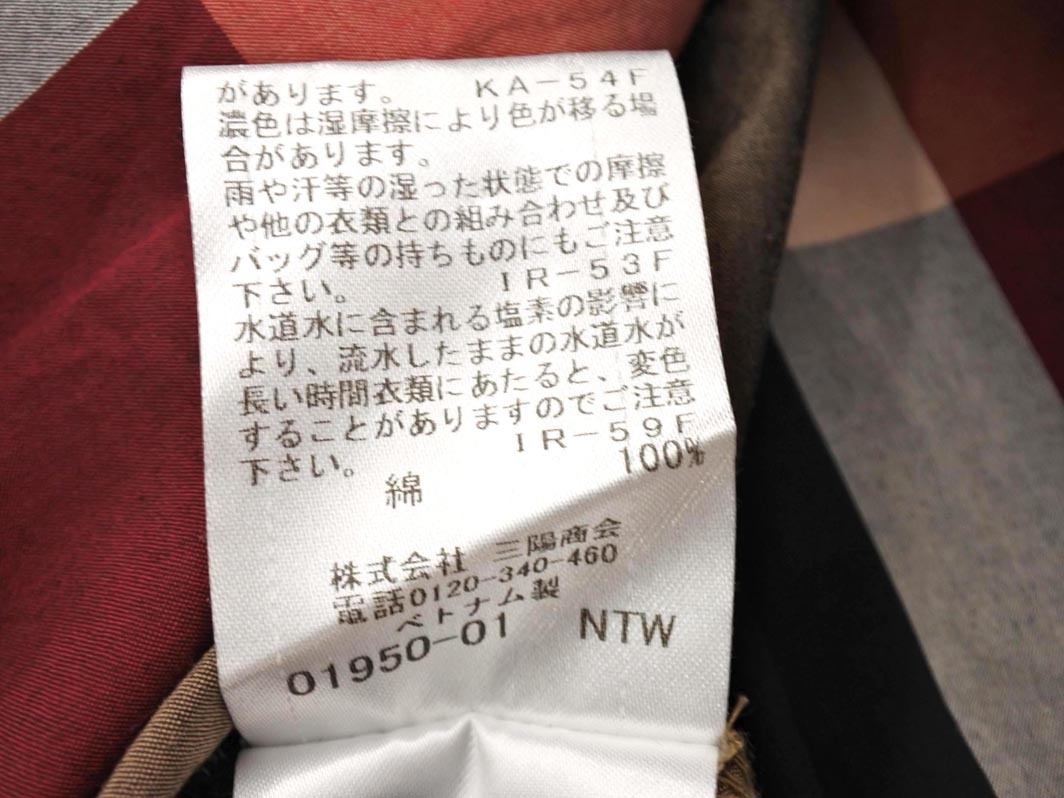 があります。 KA-54F
濃色は湿摩擦により色が移る場
合があります。
雨や汗等の湿った状態での摩擦
や他の衣類との組み合わせ及び
バッグ等の持ちものにもご注意
下さい。 IR-53F
水道水に含まれる塩素の影響に
より、流水したままの水道水が
長い時間衣類にあたると、変色
することがありますのでご注意
下さい。 IR-59F
綿 100%
株式会社 三陽商会
電話0120-340-460
ベトナム製
01950-01 NTW